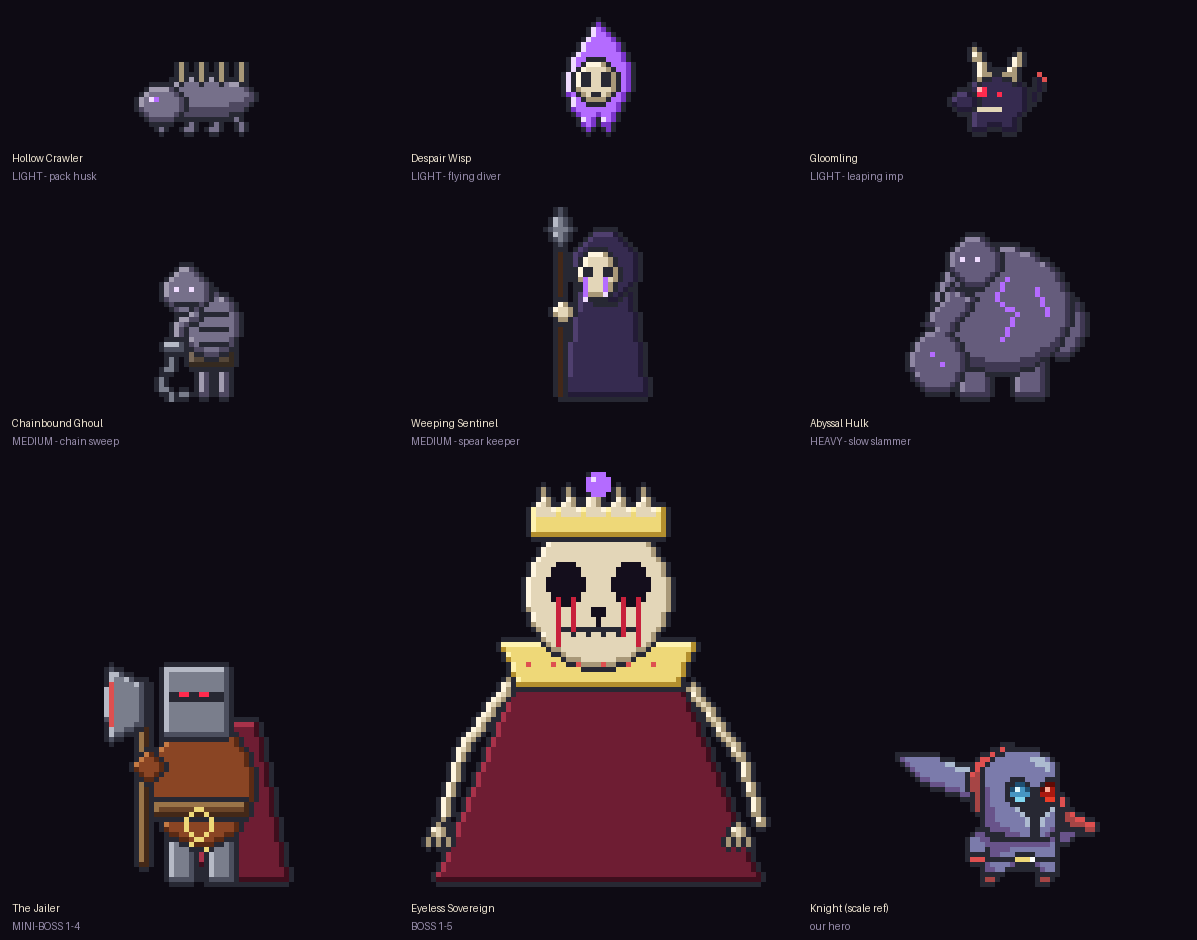 Hollow Crawler
LIGHT - pack husk
Despair Wisp
LIGHT - flying diver
Gloomling
LIGHT - leaping imp
Chainbound Ghoul
MEDIUM - chain sweep
Weeping Sentinel
MEDIUM - spear keeper
Abyssal Hulk
HEAVY - slow slammer
The Jailer
MINI-BOSS 1-4
Eyeless Sovereign
BOSS 1-5
Knight (scale ref)
our hero